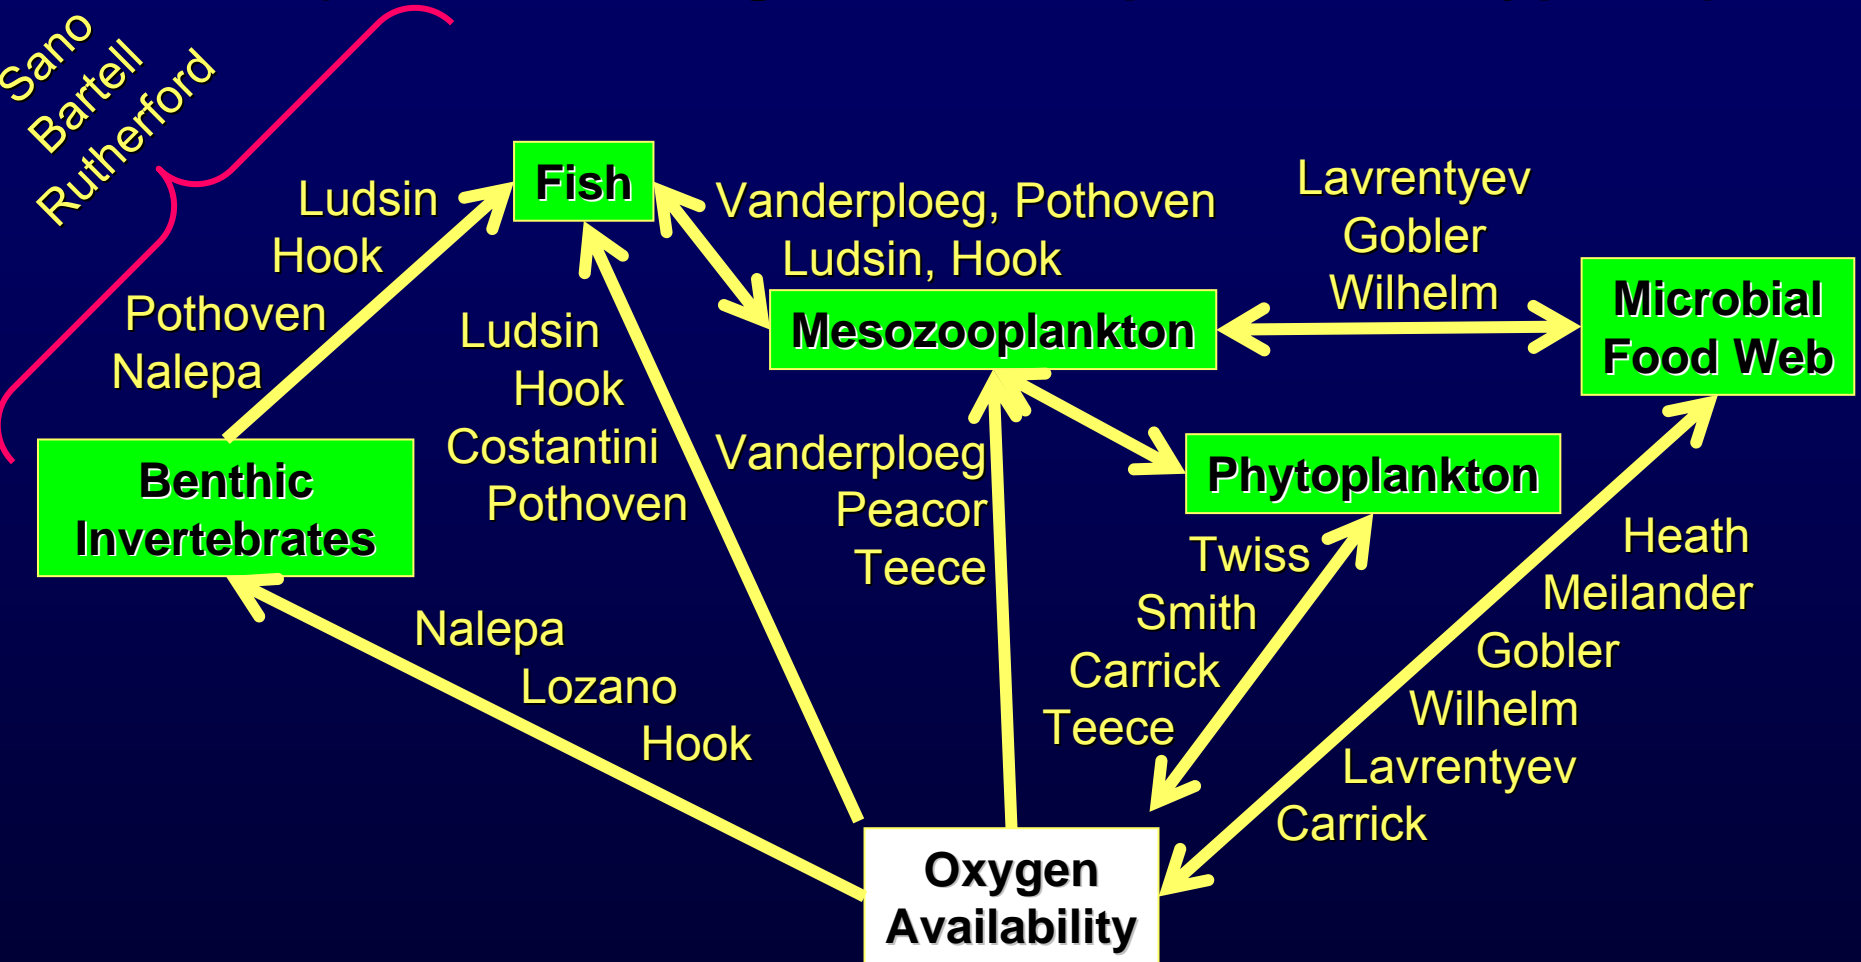 Sano
Bartell
Rutherford
Fish
Ludsin
Hook
Pothoven
Nalepa
Vanderploeg, Pothoven
Ludsin, Hook
Lavrentyev
Gobler
Wilhelm
Mesozooplankton
Microbial
Food Web
Ludsin
Hook
Costantini
Pothoven
Benthic
Invertebrates
Vanderploeg
Peacor
Teece
Phytoplankton
Twiss
Smith
Carrick
Teece
Heath
Meilander
Gobler
Wilhelm
Lavrentyev
Carrick
Nalepa
Lozano
Hook
Oxygen
Availability